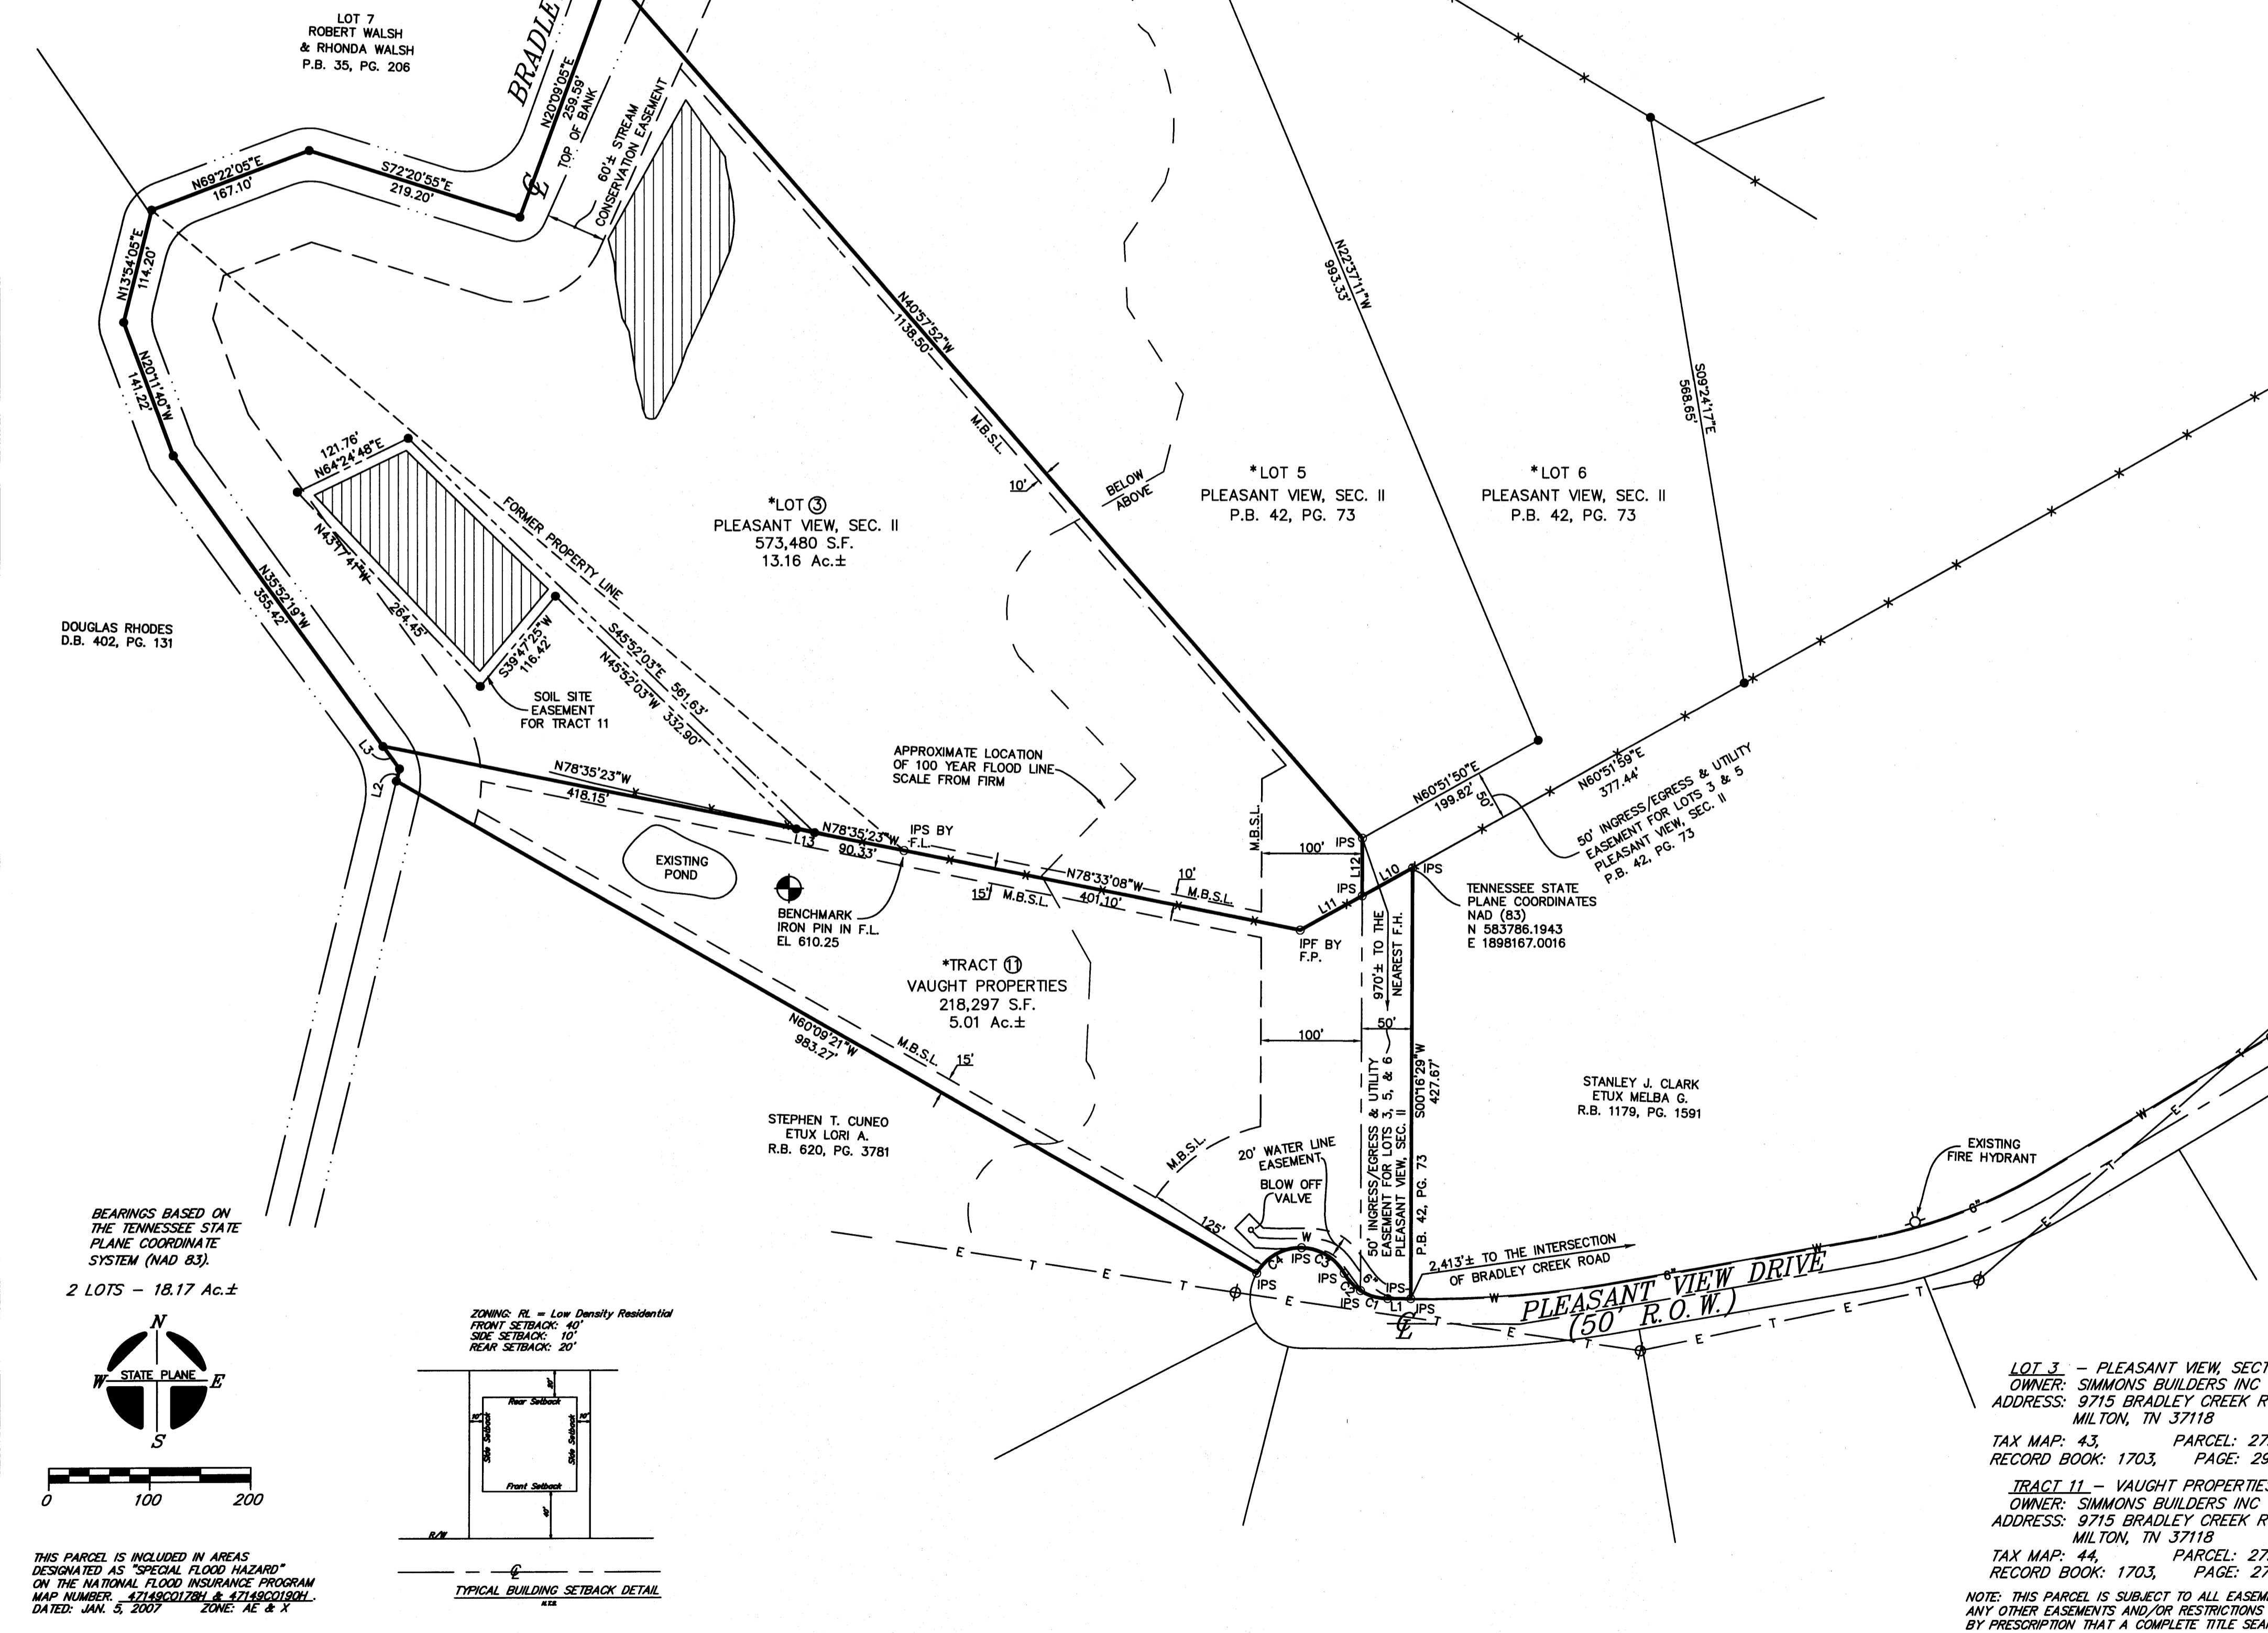 LOT 7
ROBERT WALSH
& RHONDA WALSH
P.B. 35, PG. 206
BRADLE
N20°09'05"E
259.59'
TOP OF BANK
60'± STREAM
CONSERVATION EASEMENT
N69°22'05"E
167.10'
S72°20'55"E
219.20'
℄
N13°54'05"E
114.20'
N20°11'40"W
141.22'
N40°57'52"W
1138.50'
M.B.S.L.
10'
N22°37'11"W
993.33'
S09°24'17"E
568.65'
BELOW
ABOVE
*LOT 5
PLEASANT VIEW, SEC. II
P.B. 42, PG. 73
*LOT 6
PLEASANT VIEW, SEC. II
P.B. 42, PG. 73
*LOT ③
PLEASANT VIEW, SEC. II
573,480 S.F.
13.16 Ac.±
121.76'
N64°24'48"E
FORMER PROPERTY LINE
N43°17'41"W
264.45'
S39°47'25"W
116.42'
S45°52'03"E 561.63'
N45°52'03"W 332.90'
N35°52'19"W
355.42'
DOUGLAS RHODES
D.B. 402, PG. 131
SOIL SITE
EASEMENT
FOR TRACT 11
L3
L2
N78°35'23"W
418.15'
L13
N78°35'23"W
90.33'
IPS BY
F.L.
APPROXIMATE LOCATION
OF 100 YEAR FLOOD LINE
SCALE FROM FIRM
M.B.S.L.
100'
IPS
L12
IPS
L10
IPS
L11
N60°51'50"E
199.82'
50'
N60°51'59"E
377.44'
50' INGRESS/EGRESS & UTILITY
EASEMENT FOR LOTS 3 & 5
PLEASANT VIEW, SEC. II
P.B. 42, PG. 73
EXISTING
POND
BENCHMARK
IRON PIN IN F.L.
EL 610.25
15'
M.B.S.L.
N78°33'08"W
401.10'
10'
M.B.S.L.
IPF BY
F.P.
TENNESSEE STATE
PLANE COORDINATES
NAD (83)
N 583786.1943
E 1898167.0016
970'± TO THE
NEAREST F.H.
*TRACT ⑪
VAUGHT PROPERTIES
218,297 S.F.
5.01 Ac.±
100'
50'
N60°09'21"W
983.27'
M.B.S.L.
15'
50' INGRESS/EGRESS & UTILITY
EASEMENT FOR LOTS 3, 5, & 6
PLEASANT VIEW, SEC. II
P.B. 42, PG. 73
S00°16'29"W
427.67'
STANLEY J. CLARK
ETUX MELBA G.
R.B. 1179, PG. 1591
STEPHEN T. CUNEO
ETUX LORI A.
R.B. 620, PG. 3781
M.B.S.L.
20' WATER LINE
EASEMENT
BLOW OFF
VALVE
125'
EXISTING
FIRE HYDRANT
W
T
E
T
E
W
6"
W
6"
W
E T E T E T E T E T E T
IPS
C4
W
IPS
C3
IPS
C2
IPS
6"
C1
L1
IPS
IPS
℄
2,413'± TO THE INTERSECTION
OF BRADLEY CREEK ROAD
PLEASANT VIEW DRIVE
(50' R.O.W.)
BEARINGS BASED ON
THE TENNESSEE STATE
PLANE COORDINATE
SYSTEM (NAD 83).
2 LOTS – 18.17 Ac.±
N
STATE PLANE
W
E
S
0 100 200
ZONING: RL = Low Density Residential
FRONT SETBACK: 40'
SIDE SETBACK: 10'
REAR SETBACK: 20'
20'
Rear Setback
10'
Side Setback
Side Setback
10'
Front Setback
40'
R/W
℄
TYPICAL BUILDING SETBACK DETAIL
N.T.S.
THIS PARCEL IS INCLUDED IN AREAS
DESIGNATED AS "SPECIAL FLOOD HAZARD"
ON THE NATIONAL FLOOD INSURANCE PROGRAM
MAP NUMBER. 47149C0178H & 47149C0190H .
DATED: JAN. 5, 2007 ZONE: AE & X
LOT 3 – PLEASANT VIEW, SECT
OWNER: SIMMONS BUILDERS INC
ADDRESS: 9715 BRADLEY CREEK R
MILTON, TN 37118
TAX MAP: 43, PARCEL: 27
RECORD BOOK: 1703, PAGE: 29
TRACT 11 – VAUGHT PROPERTIES
OWNER: SIMMONS BUILDERS INC
ADDRESS: 9715 BRADLEY CREEK R
MILTON, TN 37118
TAX MAP: 44, PARCEL: 27
RECORD BOOK: 1703, PAGE: 27
NOTE: THIS PARCEL IS SUBJECT TO ALL EASEM
ANY OTHER EASEMENTS AND/OR RESTRICTIONS
BY PRESCRIPTION THAT A COMPLETE TITLE SEA